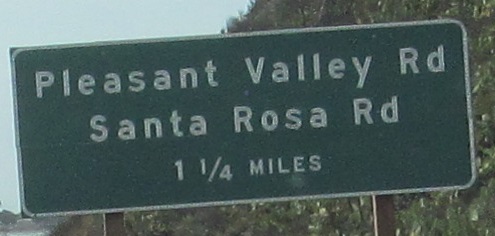 Pleasant Valley Rd
Santa Rosa Rd
1 1/4 MILES